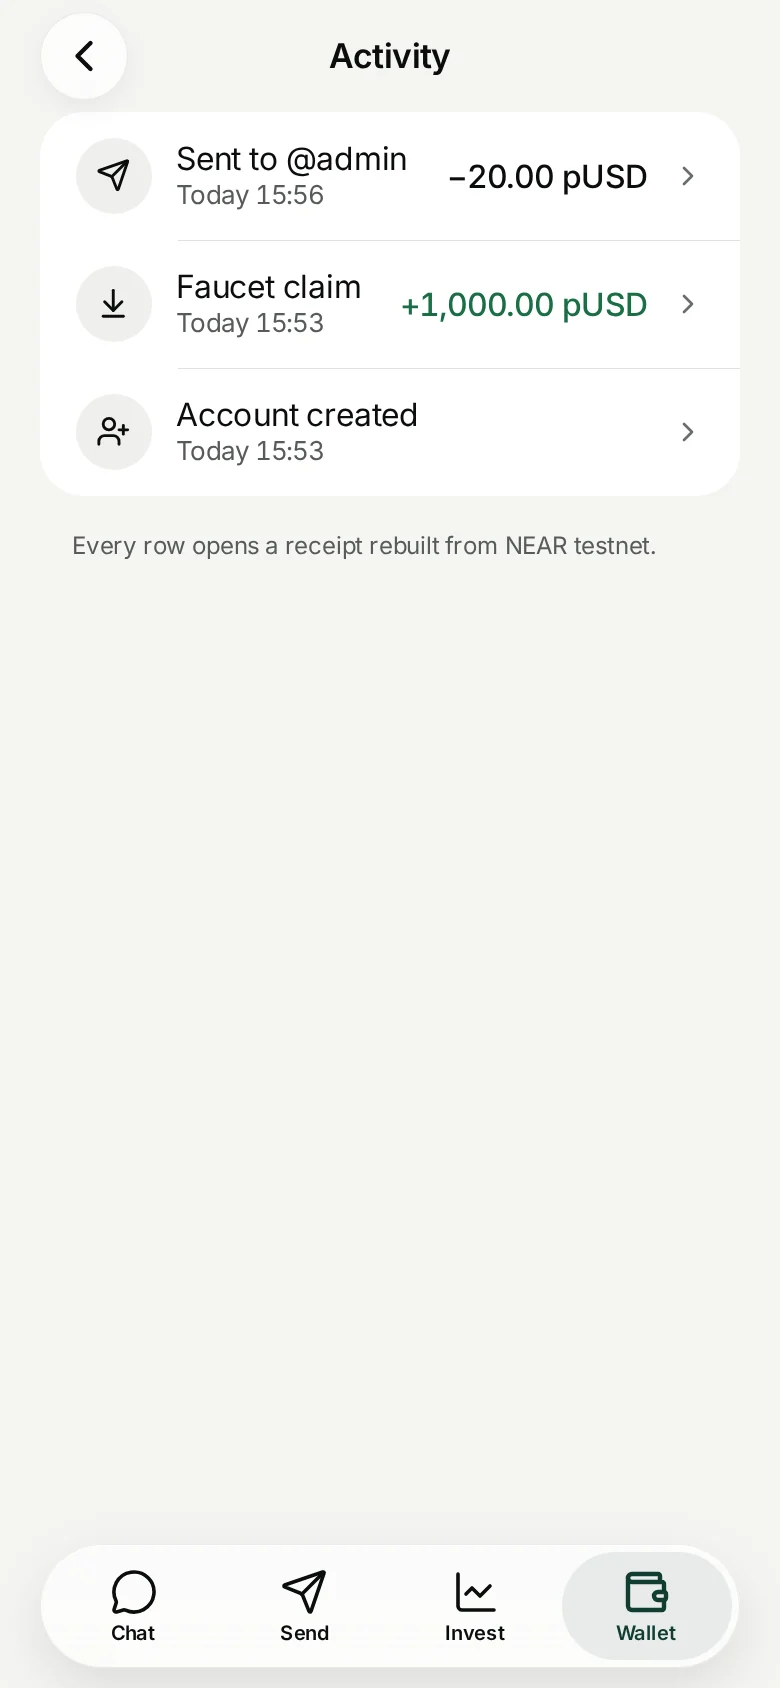 Activity
Sent to @admin
Today 15:56
−20.00 pUSD
Faucet claim
Today 15:53
+1,000.00 pUSD
Account created
Today 15:53
Every row opens a receipt rebuilt from NEAR testnet.
Chat
Send
Invest
Wallet